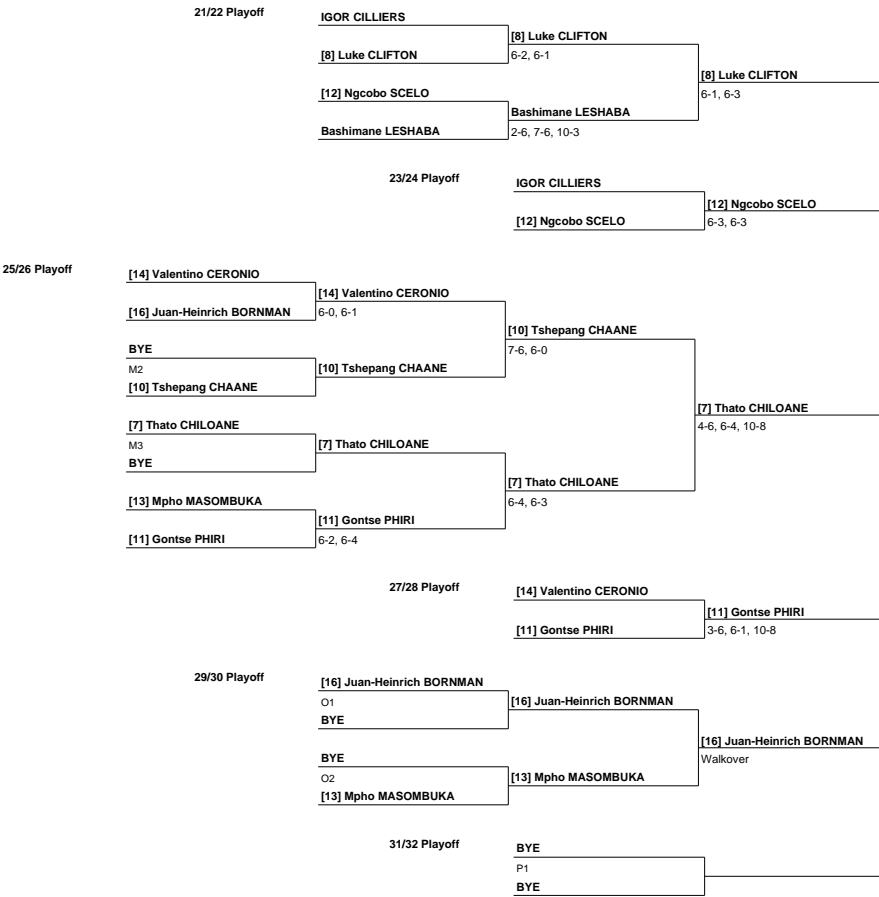 21/22 Playoff
IGOR CILLIERS
[8] Luke CLIFTON
[8] Luke CLIFTON
6-2, 6-1
[8] Luke CLIFTON
6-1, 6-3
[12] Ngcobo SCELO
Bashimane LESHABA
Bashimane LESHABA
2-6, 7-6, 10-3
23/24 Playoff
IGOR CILLIERS
[12] Ngcobo SCELO
[12] Ngcobo SCELO
6-3, 6-3
25/26 Playoff
[14] Valentino CERONIO
[14] Valentino CERONIO
[16] Juan-Heinrich BORNMAN
6-0, 6-1
[10] Tshepang CHAANE
7-6, 6-0
BYE
M2
[10] Tshepang CHAANE
[10] Tshepang CHAANE
[7] Thato CHILOANE
4-6, 6-4, 10-8
[7] Thato CHILOANE
M3
[7] Thato CHILOANE
BYE
[7] Thato CHILOANE
6-4, 6-3
[13] Mpho MASOMBUKA
[11] Gontse PHIRI
[11] Gontse PHIRI
6-2, 6-4
27/28 Playoff
[14] Valentino CERONIO
[11] Gontse PHIRI
[11] Gontse PHIRI
3-6, 6-1, 10-8
29/30 Playoff
[16] Juan-Heinrich BORNMAN
O1
[16] Juan-Heinrich BORNMAN
BYE
[16] Juan-Heinrich BORNMAN
Walkover
BYE
O2
[13] Mpho MASOMBUKA
[13] Mpho MASOMBUKA
31/32 Playoff
BYE
P1
BYE